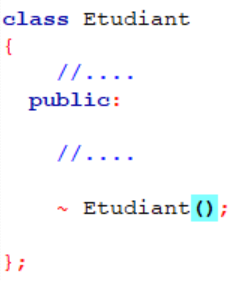 class Etudiant
{
//....
public:
//....
~ Etudiant();
};